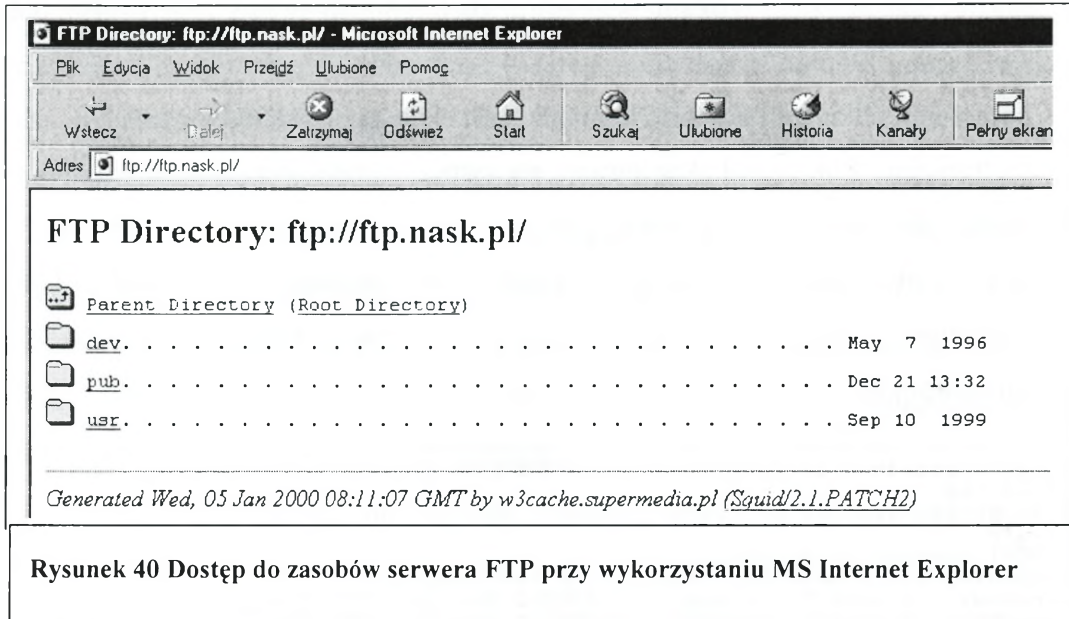 FTP Directory: ftp://ftp.nask.pl/ - Microsoft Internet Explorer
Plik Edycja Widok Przejdź Ulubione Pomoc
Wstecz Dalej Zatrzymaj Odśwież Start Szukaj Ulubione Historia Kanały Pełny ekran
Adres ftp://ftp.nask.pl/
FTP Directory: ftp://ftp.nask.pl/
Parent Directory (Root Directory)
dev. . . . . . . . . . . . . . . . . . . . . . . . . . . . . . . . . May 7 1996
pub. . . . . . . . . . . . . . . . . . . . . . . . . . . . . . . . . Dec 21 13:32
usr. . . . . . . . . . . . . . . . . . . . . . . . . . . . . . . . . Sep 10 1999
Generated Wed, 05 Jan 2000 08:11:07 GMT by w3cache.supermedia.pl (Squid/2.1.PATCH2)
Rysunek 40 Dostęp do zasobów serwera FTP przy wykorzystaniu MS Internet Explorer